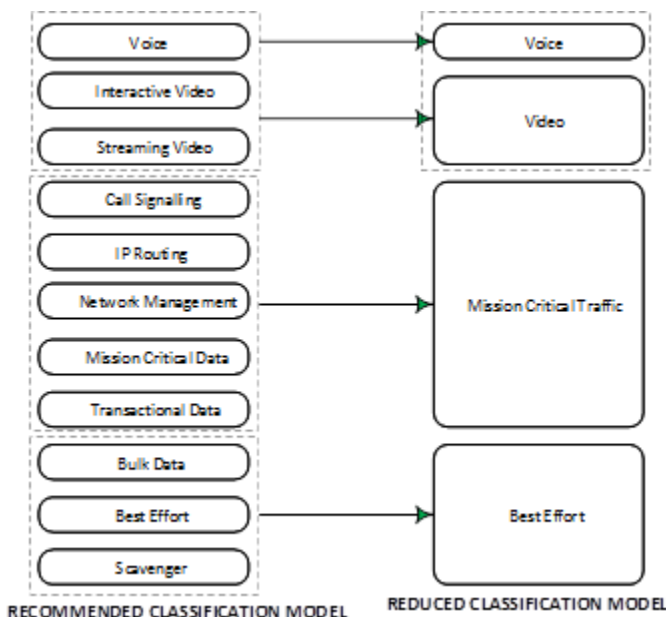 Voice
Interactive Video
Streaming Video
Call Signalling
IP Routing
Network Management
Mission Critical Data
Transactional Data
Bulk Data
Best Effort
Scavenger
RECOMMENDED CLASSIFICATION MODEL
Voice
Video
Mission Critical Traffic
Best Effort
REDUCED CLASSIFICATION MODEL